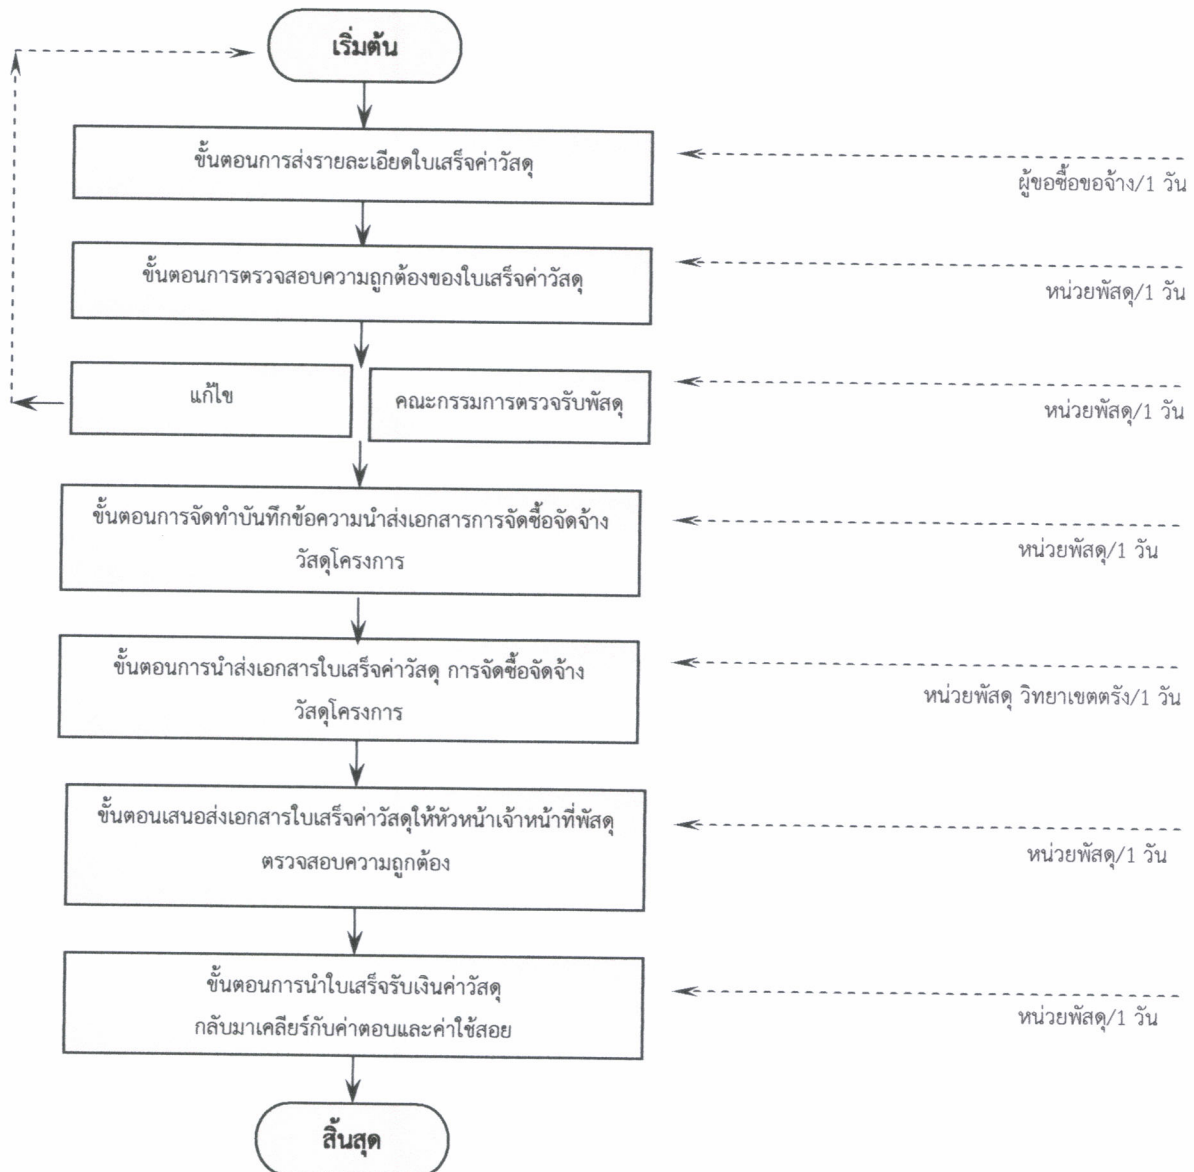 เริ่มต้น
ขั้นตอนการส่งรายละเอียดใบเสร็จค่าวัสดุ
ผู้ขอซื้อขอจ้าง/1 วัน
ขั้นตอนการตรวจสอบความถูกต้องของใบเสร็จค่าวัสดุ
หน่วยพัสดุ/1 วัน
แก้ไข
คณะกรรมการตรวจรับพัสดุ
หน่วยพัสดุ/1 วัน
ขั้นตอนการจัดทำบันทึกข้อความนำส่งเอกสารการจัดซื้อจัดจ้าง
วัสดุโครงการ
หน่วยพัสดุ/1 วัน
ขั้นตอนการนำส่งเอกสารใบเสร็จค่าวัสดุ การจัดซื้อจัดจ้าง
วัสดุโครงการ
หน่วยพัสดุ วิทยาเขตตรัง/1 วัน
ขั้นตอนเสนอส่งเอกสารใบเสร็จค่าวัสดุให้หัวหน้าเจ้าหน้าที่พัสดุ
ตรวจสอบความถูกต้อง
หน่วยพัสดุ/1 วัน
ขั้นตอนการนำใบเสร็จรับเงินค่าวัสดุ
กลับมาเคลียร์กับค่าตอบและค่าใช้สอย
หน่วยพัสดุ/1 วัน
สิ้นสุด